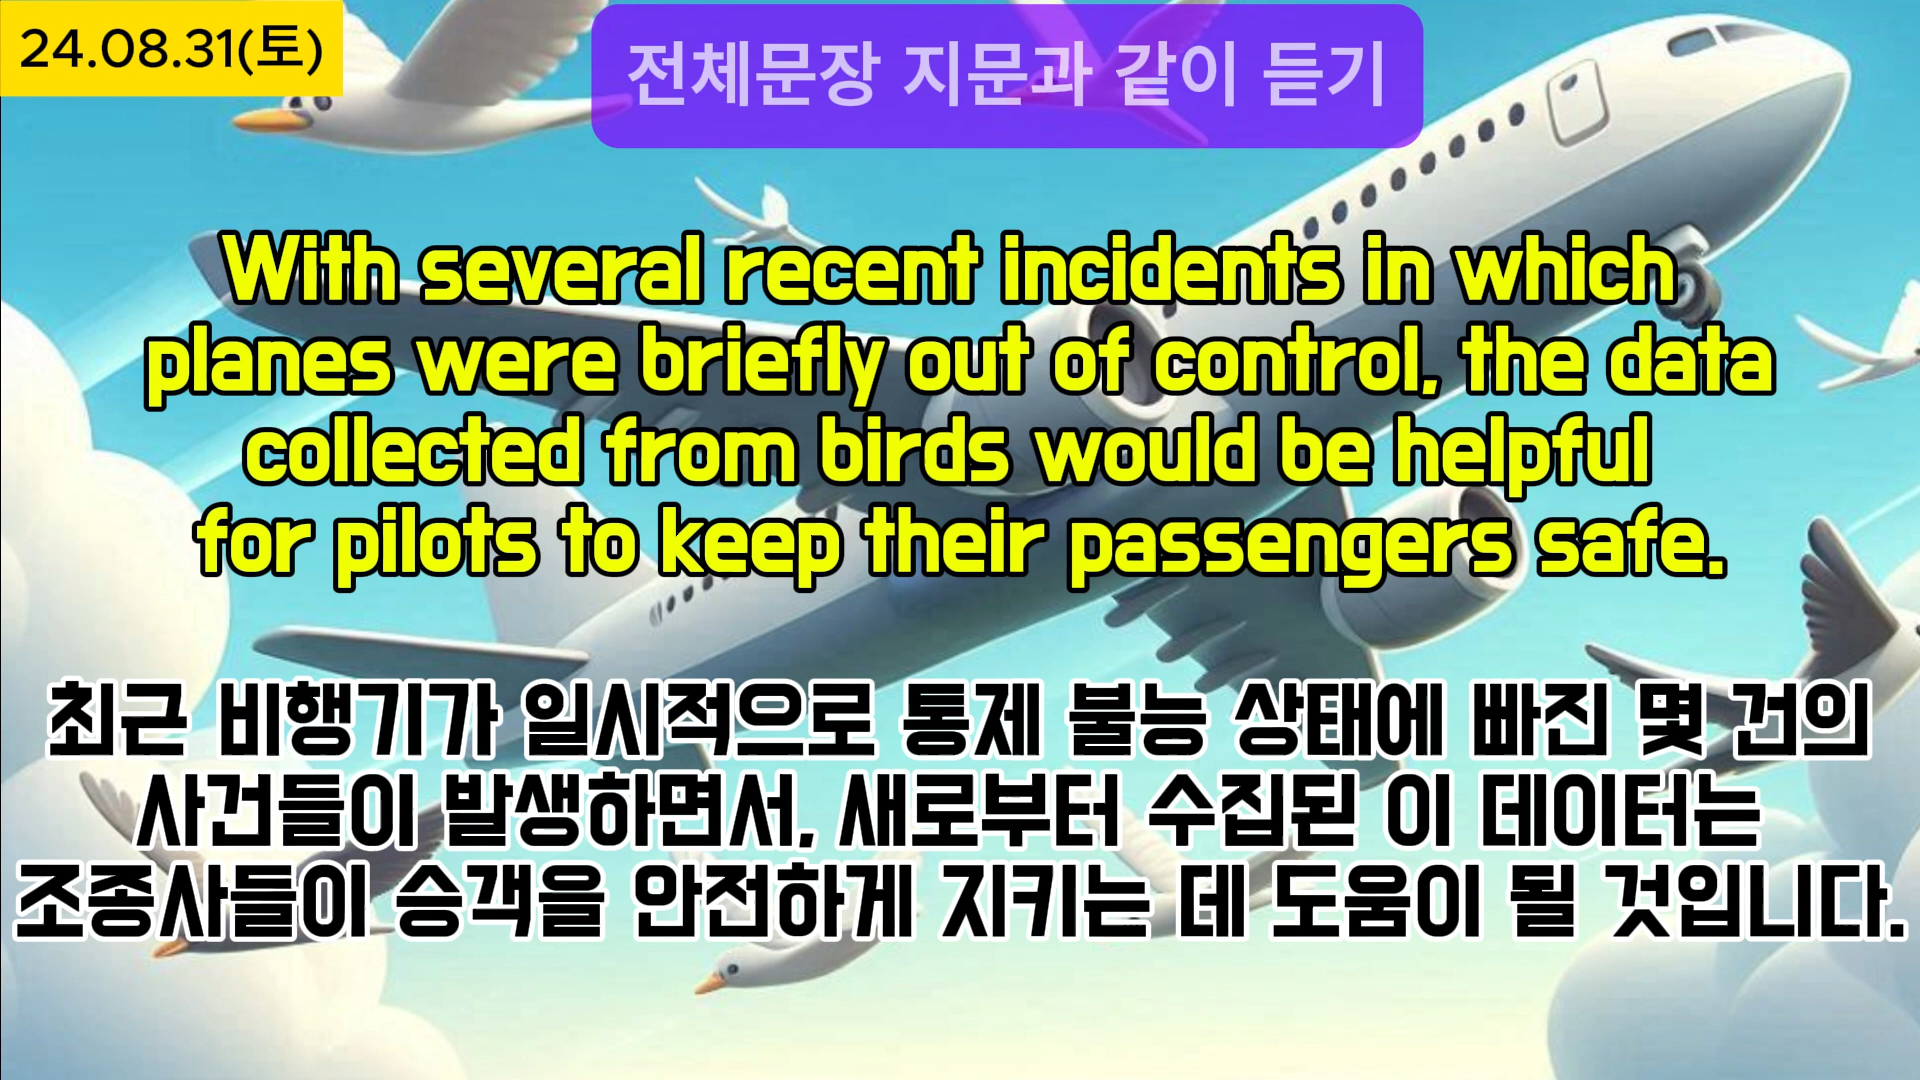 24.08.31(토)
전체문장 지문과 같이 듣기
With several recent incidents in which
planes were briefly out of control, the data
collected from birds would be helpful
for pilots to keep their passengers safe.
최근 비행기가 일시적으로 통제 불능 상태에 빠진 몇 건의
사건들이 발생하면서, 새로부터 수집된 이 데이터는
조종사들이 승객을 안전하게 지키는 데 도움이 될 것입니다.